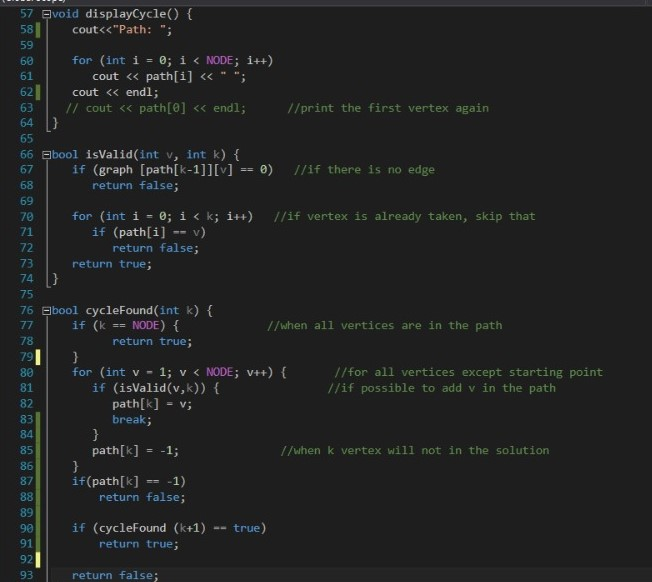 57 void displayCycle() {
58 cout<<"Path: ";
59
60 for (int i = 0; i < NODE; i++)
61 cout << path[i] << " ";
62 cout << endl;
63 // cout << path[0] << endl; //print the first vertex again
64 }
65
66 bool isValid(int v, int k) {
67 if (graph [path[k-1]][v] == 0) //if there is no edge
68 return false;
69
70 for (int i = 0; i < k; i++) //if vertex is already taken, skip that
71 if (path[i] == v)
72 return false;
73 return true;
74 }
75
76 bool cycleFound(int k) {
77 if (k == NODE) { //when all vertices are in the path
78 return true;
79 }
80 for (int v = 1; v < NODE; v++) { //for all vertices except starting point
81 if (isValid(v,k)) { //if possible to add v in the path
82 path[k] = v;
83 break;
84 }
85 path[k] = -1; //when k vertex will not in the solution
86 }
87 if(path[k] == -1)
88 return false;
89
90 if (cycleFound (k+1) == true)
91 return true;
92
93 return false;